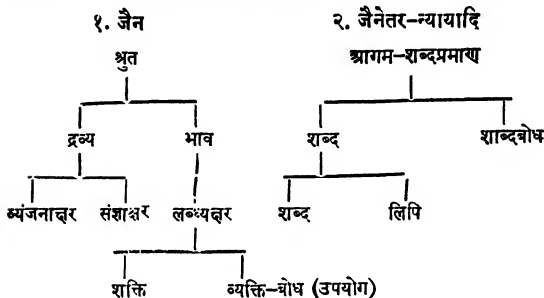 १. जैन २. जैनेतर-न्यायादि
श्रुत आगम-शब्दप्रमाण
द्रव्य भाव शब्द शाब्दबोध
व्यंजनाक्षर संज्ञाक्षर लब्ध्यक्षर शब्द लिपि
शक्ति व्यक्ति-बोध (उपयोग)